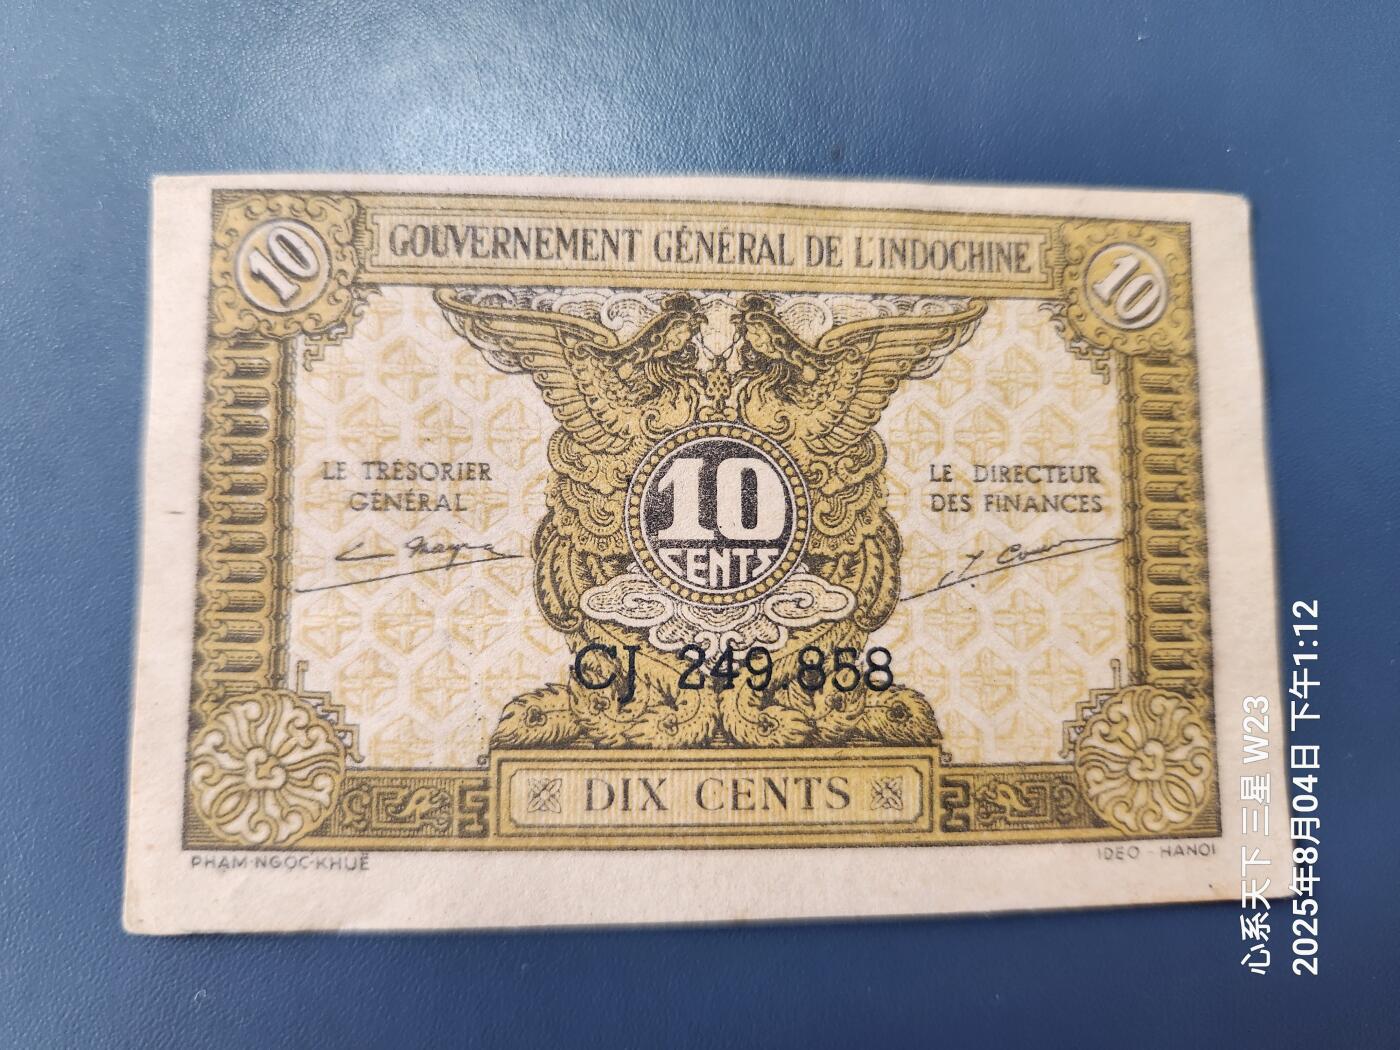 GOUVERNEMENT GÉNÉRAL DE L'INDOCHINE
10
10
LE TRÉSORIER
GÉNÉRAL
LE DIRECTEUR
DES FINANCES
10
CENTS
CJ 249 858
DIX CENTS
PHẠM-NGỌC-KHUÊ
IDEO - HANOI
心系天下 三星 W23
2025年8月04日 下午1:12